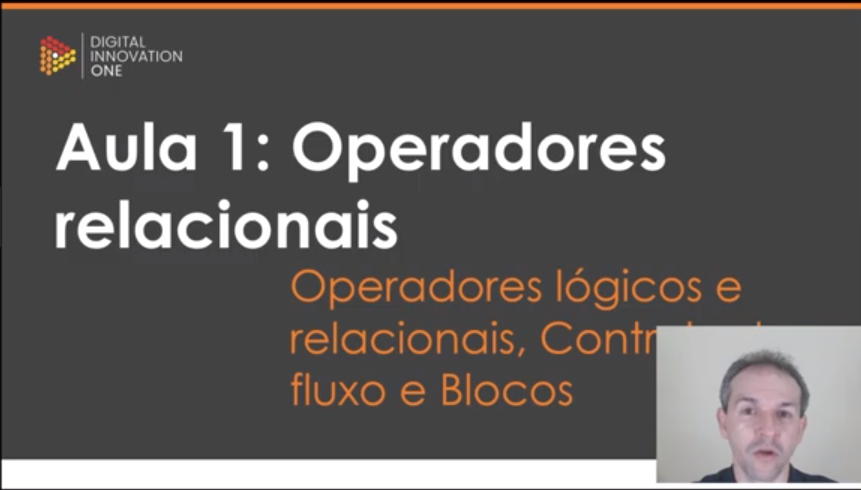 DIGITAL
INNOVATION
ONE
Aula 1: Operadores
relacionais
Operadores lógicos e
relacionais,
fluxo e Blocos